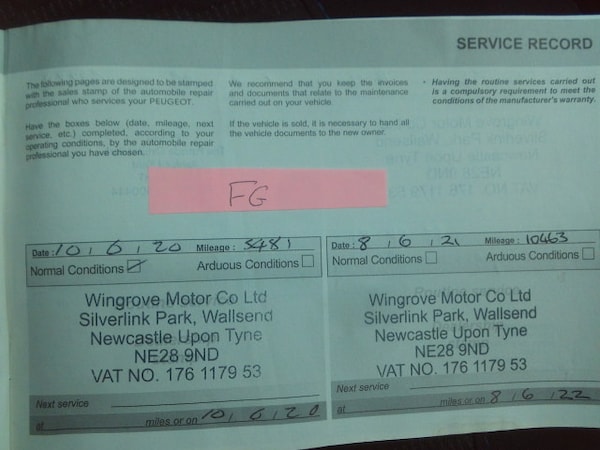 SERVICE RECORD
The following pages are designed to be stamped
with the sales stamp of the automobile repair
professional who services your PEUGEOT.
Have the boxes below (date, mileage, next
service, etc.) completed, according to your
operating conditions, by the automobile repair
professional you have chosen.
We recommend that you keep the invoices
and documents that relate to the maintenance
carried out on your vehicle.
If the vehicle is sold, it is necessary to hand all
the vehicle documents to the new owner.
• Having the routine services carried out
is a compulsory requirement to meet the
conditions of the manufacturer's warranty.
FG
Date: 10, 6, 20 Mileage: 5481
Normal Conditions Arduous Conditions
Wingrove Motor Co Ltd
Silverlink Park, Wallsend
Newcastle Upon Tyne
NE28 9ND
VAT NO. 176 1179 53
Next service
at miles or on 10, 6, 20
Date: 8, 6, 21 Mileage: 10463
Normal Conditions Arduous Conditions
Wingrove Motor Co Ltd
Silverlink Park, Wallsend
Newcastle Upon Tyne
NE28 9ND
VAT NO. 176 1179 53
Next service
at miles or on 8, 6, 22